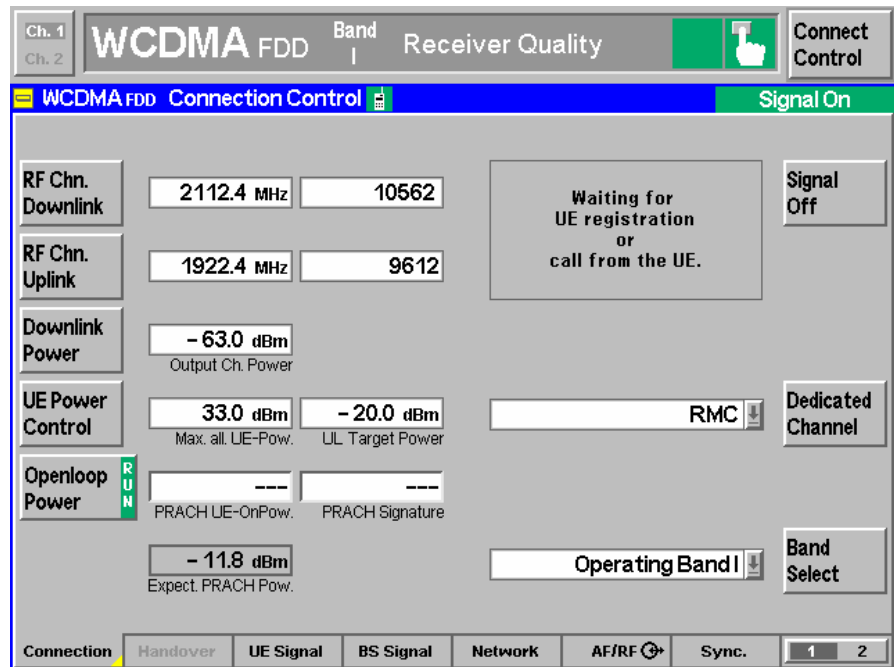 Ch. 1
Ch. 2
WCDMA FDD Band I Receiver Quality
Connect Control
WCDMA FDD Connection Control
Signal On
RF Chn. Downlink
2112.4 MHz
10562
Waiting for
UE registration
or
call from the UE.
Signal Off
RF Chn. Uplink
1922.4 MHz
9612
Downlink Power
– 63.0 dBm
Output Ch. Power
UE Power Control
33.0 dBm
Max. all. UE-Pow.
– 20.0 dBm
UL Target Power
RMC
Dedicated Channel
Openloop Power
RUN
---
PRACH UE-OnPow.
---
PRACH Signature
– 11.8 dBm
Expect. PRACH Pow.
Operating Band I
Band Select
Connection
Handover
UE Signal
BS Signal
Network
AF/RF
Sync.
1 2